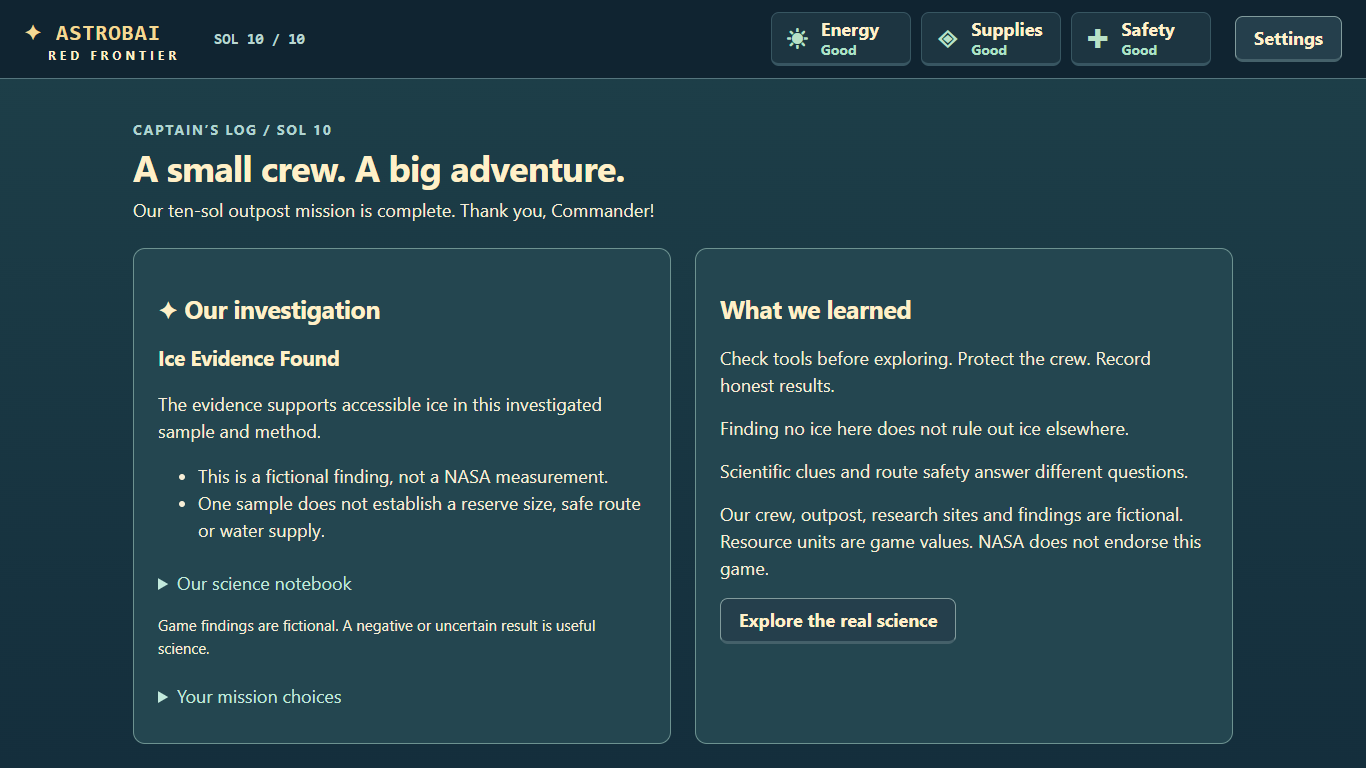 ASTROBAI
RED FRONTIER
SOL 10 / 10
Energy
Good
Supplies
Good
Safety
Good
Settings
CAPTAIN'S LOG / SOL 10
A small crew. A big adventure.
Our ten-sol outpost mission is complete. Thank you, Commander!
✦ Our investigation
Ice Evidence Found
The evidence supports accessible ice in this investigated
sample and method.
• This is a fictional finding, not a NASA measurement.
• One sample does not establish a reserve size, safe route
or water supply.
▶ Our science notebook
Game findings are fictional. A negative or uncertain result is useful
science.
▶ Your mission choices
What we learned
Check tools before exploring. Protect the crew. Record
honest results.
Finding no ice here does not rule out ice elsewhere.
Scientific clues and route safety answer different questions.
Our crew, outpost, research sites and findings are fictional.
Resource units are game values. NASA does not endorse this
game.
Explore the real science